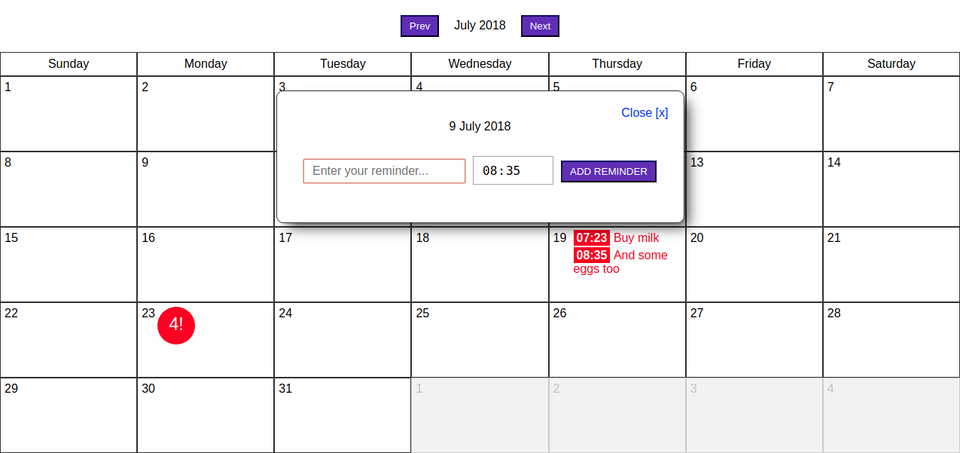 Prev July 2018 Next
Sunday Monday Tuesday Wednesday Thursday Friday Saturday
1 2 3 4 5 6 7
Close [x]
9 July 2018
8 9 13 14
Enter your reminder... 08:35 ADD REMINDER
15 16 17 18 19 07:23 Buy milk 20 21
08:35 And some
eggs too
22 23 4! 24 25 26 27 28
29 30 31 1 2 3 4